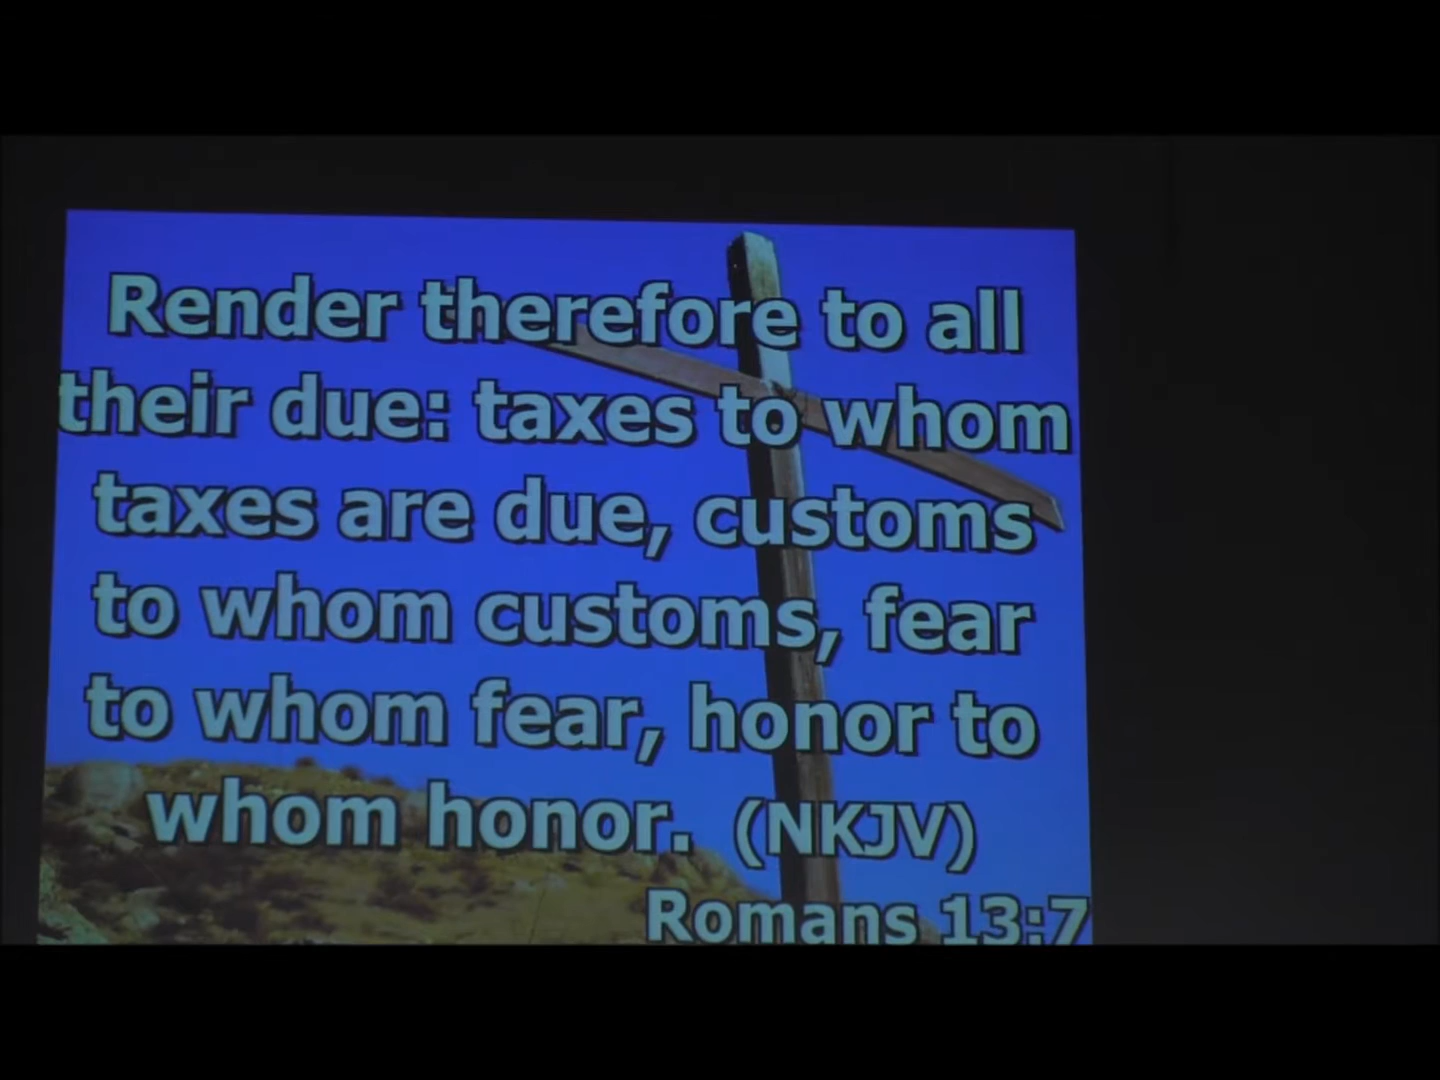 Render therefore to all
their due: taxes to whom
taxes are due, customs
to whom customs, fear
to whom fear, honor to
whom honor. (NKJV)
Romans 13:7